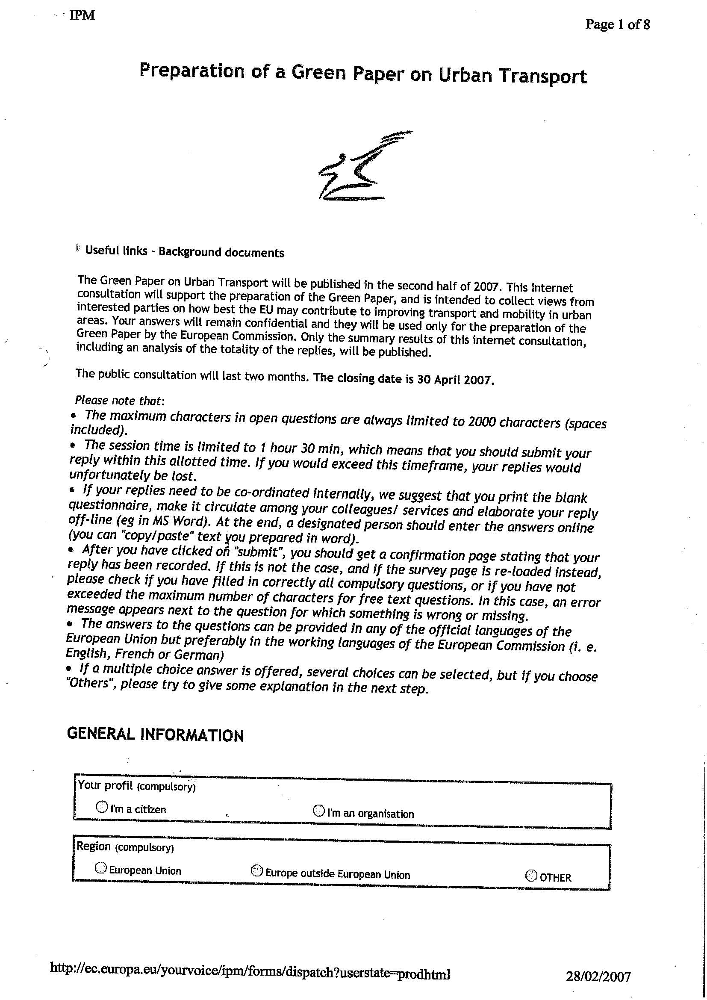 IPM
Page 1 of 8
Preparation of a Green Paper on Urban Transport
Useful links - Background documents
The Green Paper on Urban Transport will be published in the second half of 2007. This internet
consultation will support the preparation of the Green Paper, and is intended to collect views from
interested parties on how best the EU may contribute to improving transport and mobility in urban
areas. Your answers will remain confidential and they will be used only for the preparation of the
Green Paper by the European Commission. Only the summary results of this internet consultation,
including an analysis of the totality of the replies, will be published.
The public consultation will last two months. The closing date is 30 April 2007.
Please note that:
• The maximum characters in open questions are always limited to 2000 characters (spaces
included).
• The session time is limited to 1 hour 30 min, which means that you should submit your
reply within this allotted time. If you would exceed this timeframe, your replies would
unfortunately be lost.
• If your replies need to be co-ordinated internally, we suggest that you print the blank
questionnaire, make it circulate among your colleagues/ services and elaborate your reply
off-line (eg in MS Word). At the end, a designated person should enter the answers online
(you can "copy/paste" text you prepared in word).
• After you have clicked on "submit", you should get a confirmation page stating that your
reply has been recorded. If this is not the case, and if the survey page is re-loaded instead,
please check if you have filled in correctly all compulsory questions, or if you have not
exceeded the maximum number of characters for free text questions. In this case, an error
message appears next to the question for which something is wrong or missing.
• The answers to the questions can be provided in any of the official languages of the
European Union but preferably in the working languages of the European Commission (i. e.
English, French or German)
• If a multiple choice answer is offered, several choices can be selected, but if you choose
"Others", please try to give some explanation in the next step.
GENERAL INFORMATION
Your profil (compulsory)
I'm a citizen I'm an organisation
Region (compulsory)
European Union Europe outside European Union OTHER
http://ec.europa.eu/yourvoice/ipm/forms/dispatch?userstate=prodhtml 28/02/2007